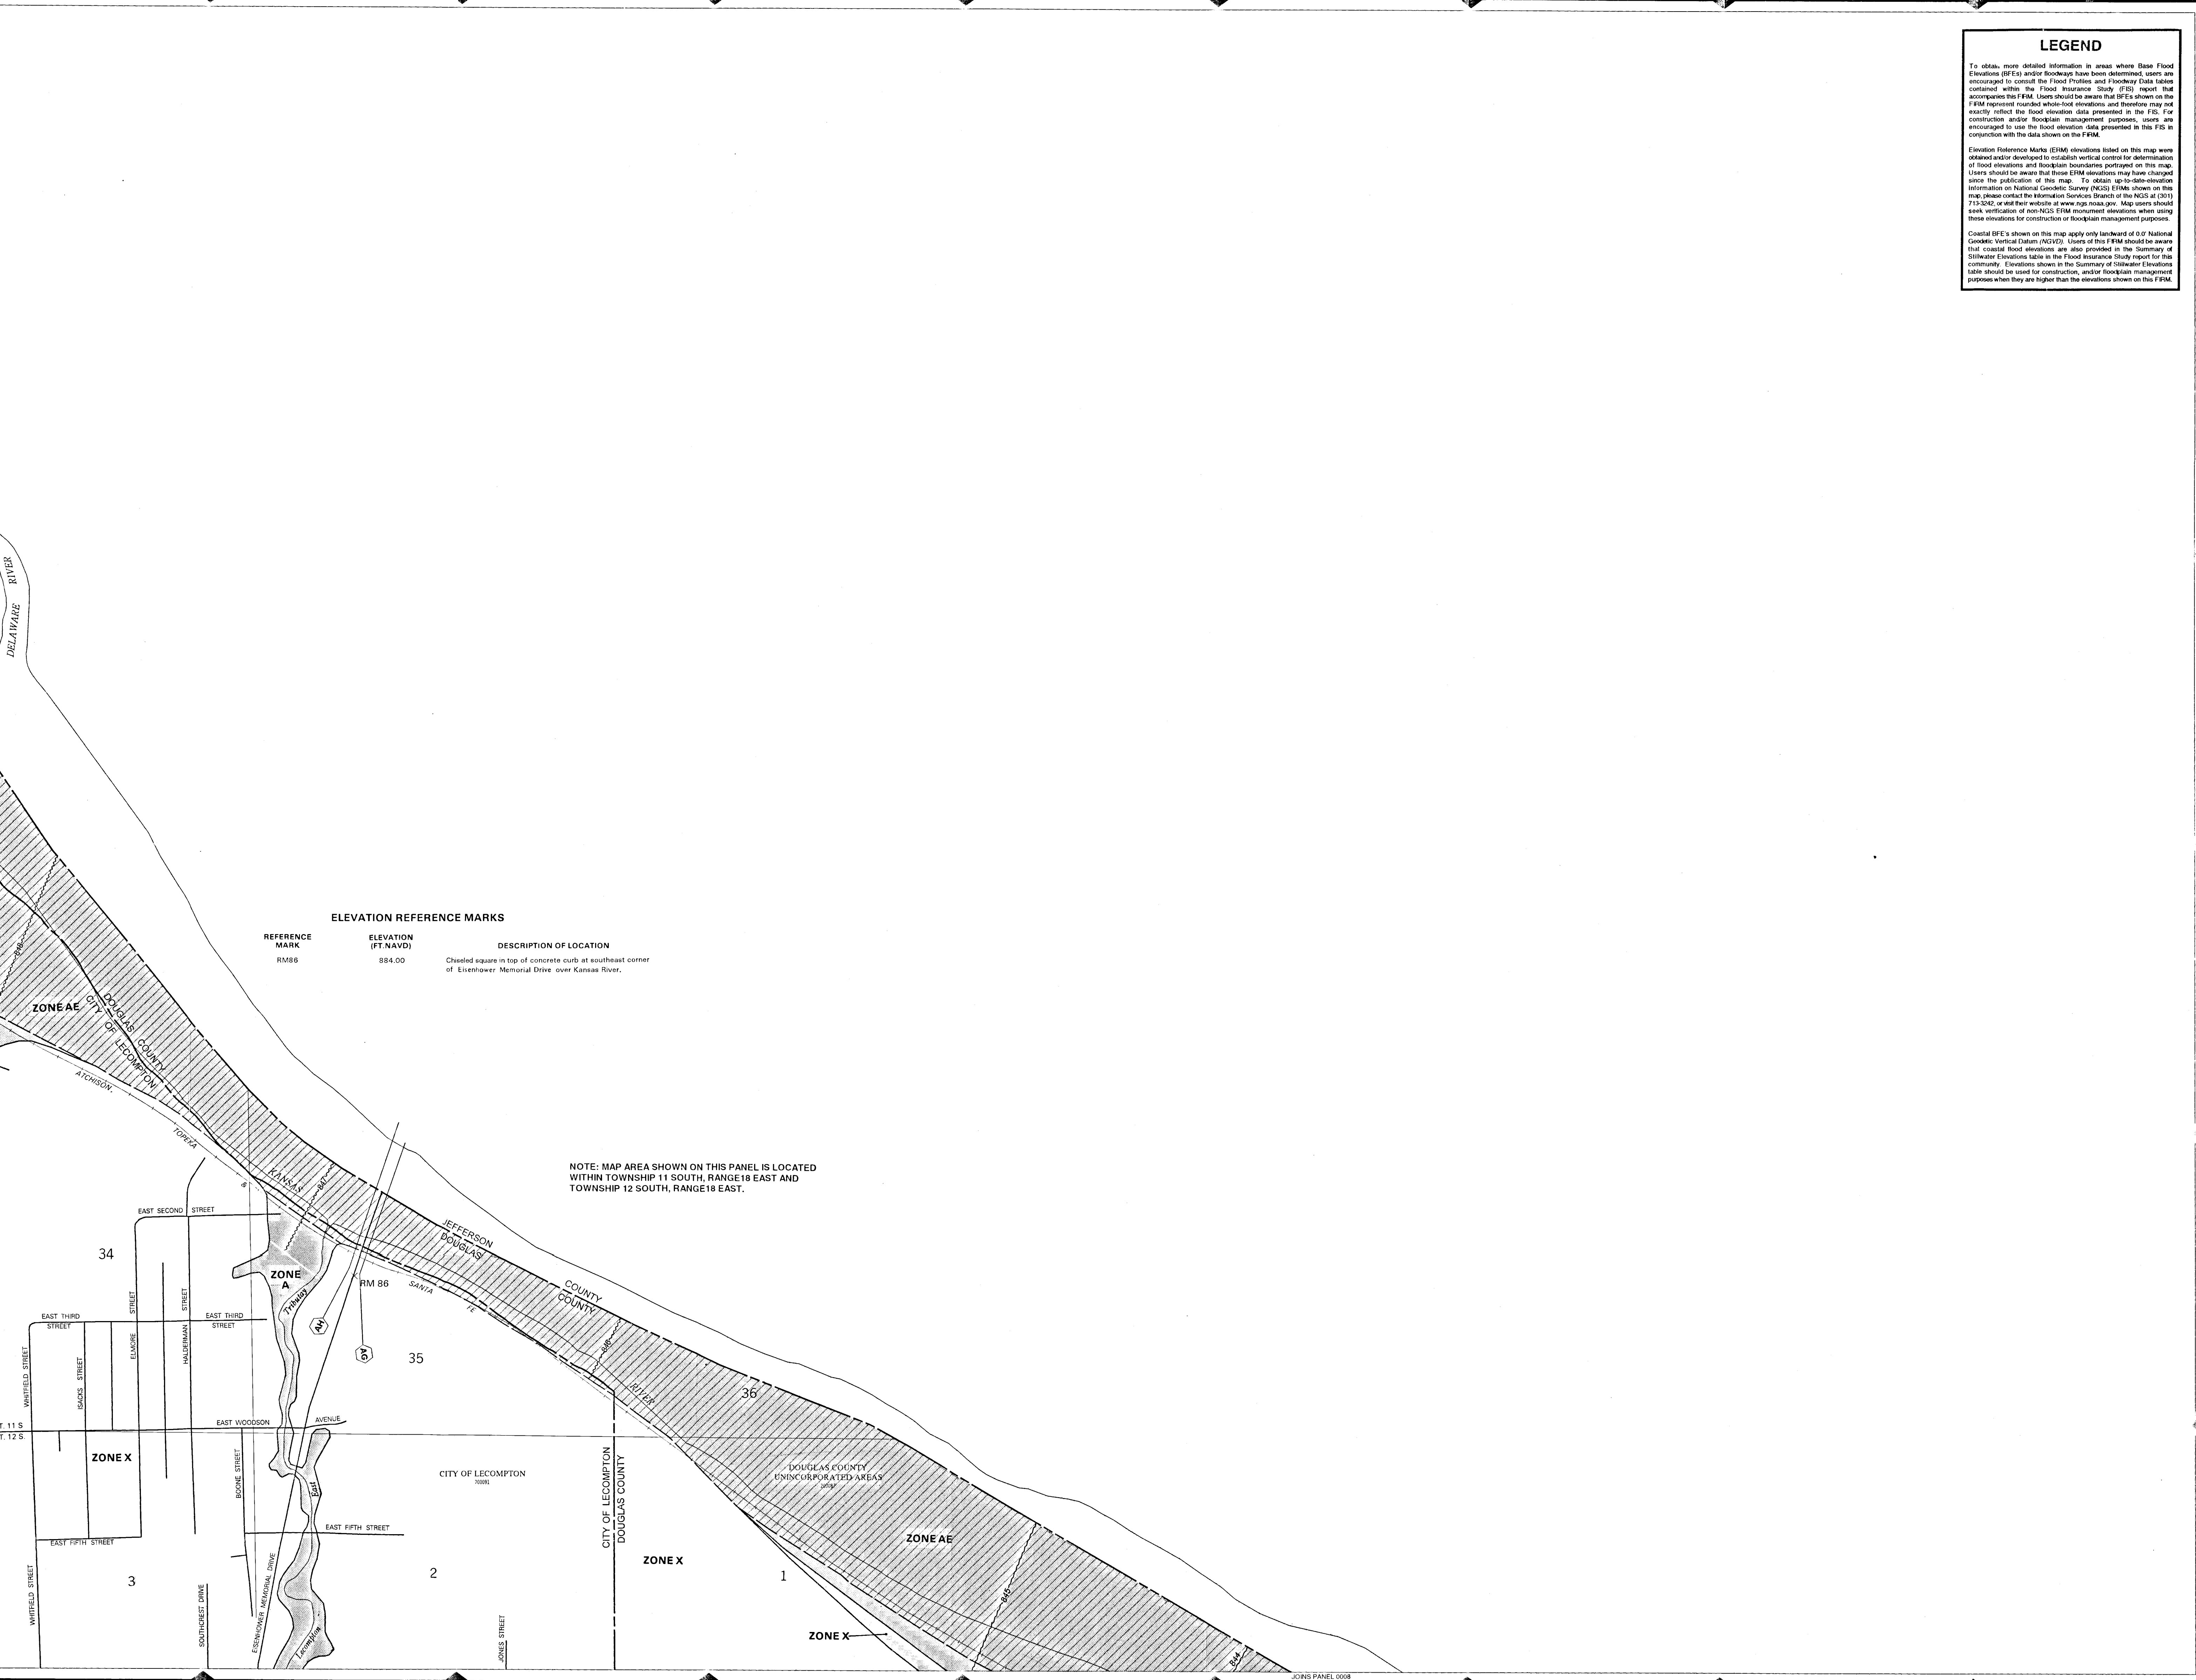 LEGEND
To obtain more detailed information in areas where Base Flood
Elevations (BFEs) and/or floodways have been determined, users are
encouraged to consult the Flood Profiles and Floodway Data tables
contained within the Flood Insurance Study (FIS) report that
accompanies this FIRM. Users should be aware that BFEs shown on the
FIRM represent rounded whole-foot elevations and therefore may not
exactly reflect the flood elevation data presented in the FIS. For
construction and/or floodplain management purposes, users are
encouraged to use the flood elevation data presented in this FIS in
conjunction with the data shown on the FIRM.
Elevation Reference Marks (ERM) elevations listed on this map were
obtained and/or developed to establish vertical control for determination
of flood elevations and floodplain boundaries portrayed on this map.
Users should be aware that these ERM elevations may have changed
since the publication of this map. To obtain up-to-date-elevation
information on National Geodetic Survey (NGS) ERMs shown on this
map, please contact the Information Services Branch of the NGS at (301)
713-3242, or visit their website at www.ngs.noaa.gov. Map users should
seek verification of non-NGS ERM monument elevations when using
these elevations for construction or floodplain management purposes.
Coastal BFE's shown on this map apply only landward of 0.0' National
Geodetic Vertical Datum (NGVD). Users of this FIRM should be aware
that coastal flood elevations are also provided in the Summary of
Stillwater Elevations table in the Flood Insurance Study report for this
community. Elevations shown in the Summary of Stillwater Elevations
table should be used for construction, and/or floodplain management
purposes when they are higher than the elevations shown on this FIRM.
DELAWARE RIVER
ELEVATION REFERENCE MARKS
REFERENCE MARK
ELEVATION (FT.NAVD)
DESCRIPTION OF LOCATION
RM86
884.00
Chiseled square in top of concrete curb at southeast corner
of Eisenhower Memorial Drive over Kansas River,
848
ZONE AE
DOUGLAS COUNTY
CITY OF LECOMPTON
ATCHISON,
TOPEKA
&
KANSAS
847
NOTE: MAP AREA SHOWN ON THIS PANEL IS LOCATED
WITHIN TOWNSHIP 11 SOUTH, RANGE18 EAST AND
TOWNSHIP 12 SOUTH, RANGE18 EAST.
EAST SECOND STREET
JEFFERSON COUNTY
DOUGLAS COUNTY
34
ZONE
A
RM 86
SANTA
FE
Tributay
EAST THIRD
STREET
ELMORE STREET
HALDERMAN STREET
EAST THIRD
STREET
AH
AG
35
846
WHITFIELD STREET
ISACKS STREET
RIVER
36
T. 11 S
T. 12 S.
EAST WOODSON AVENUE
ZONE X
BOONE STREET
CITY OF LECOMPTON
200091
CITY OF LECOMPTON
DOUGLAS COUNTY
DOUGLAS COUNTY
UNINCORPORATED AREAS
East
EAST FIFTH STREET
EAST FIFTH STREET
ZONE AE
ZONE X
3
2
1
WHITFIELD STREET
SOUTHCREST DRIVE
EISENHOWER MEMORIAL DRIVE
Lecompton
JONES STREET
ZONE X
845
844
JOINS PANEL 0008